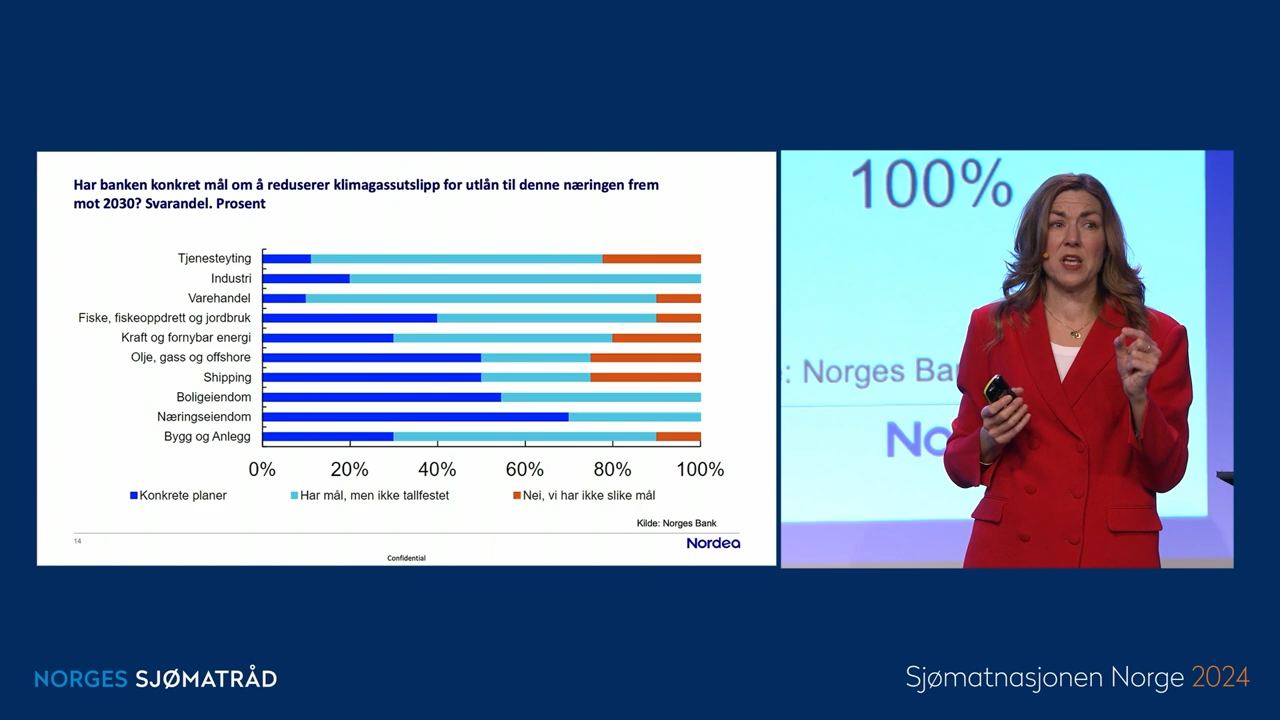 Har banken konkret mål om å reduserer klimagassutslipp for utlån til denne næringen frem
mot 2030? Svarandel. Prosent
Tjenesteyting
Industri
Varehandel
Fiske, fiskeoppdrett og jordbruk
Kraft og fornybar energi
Olje, gass og offshore
Shipping
Boligeiendom
Næringseiendom
Bygg og Anlegg
0% 20% 40% 60% 80% 100%
Konkrete planer Har mål, men ikke tallfestet Nei, vi har ikke slike mål
Kilde: Norges Bank
14
Nordea
Confidential
100%
: Norges Ba
No
NORGES SJØMATRÅD
Sjømatnasjonen Norge 2024